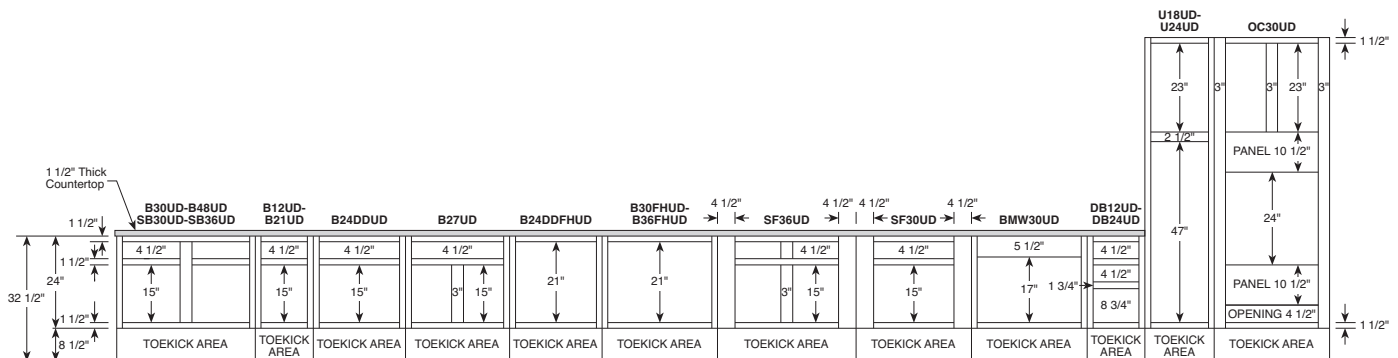 U18UD-
U24UD
OC30UD
1 1/2"
23"
3"
3"
23"
3"
2 1/2"
PANEL 10 1/2"
1 1/2" Thick
Countertop
B30UD-B48UD
SB30UD-SB36UD
B12UD-
B21UD
B24DDUD
B27UD
B24DDFHUD
B30FHUD-
B36FHUD
4 1/2"
SF36UD
4 1/2"
4 1/2"
SF30UD
4 1/2"
BMW30UD
DB12UD-
DB24UD
24"
47"
1 1/2"
4 1/2"
4 1/2"
4 1/2"
4 1/2"
4 1/2"
4 1/2"
5 1/2"
4 1/2"
1 1/2"
24"
32 1/2"
15"
15"
15"
3"
15"
21"
21"
3"
15"
15"
17"
1 3/4"
4 1/2"
8 3/4"
PANEL 10 1/2"
OPENING 4 1/2"
1 1/2"
1 1/2"
8 1/2"
TOEKICK AREA
TOEKICK
AREA
TOEKICK AREA
TOEKICK AREA
TOEKICK AREA
TOEKICK AREA
TOEKICK AREA
TOEKICK AREA
TOEKICK AREA
TOEKICK
AREA
TOEKICK
AREA
TOEKICK AREA